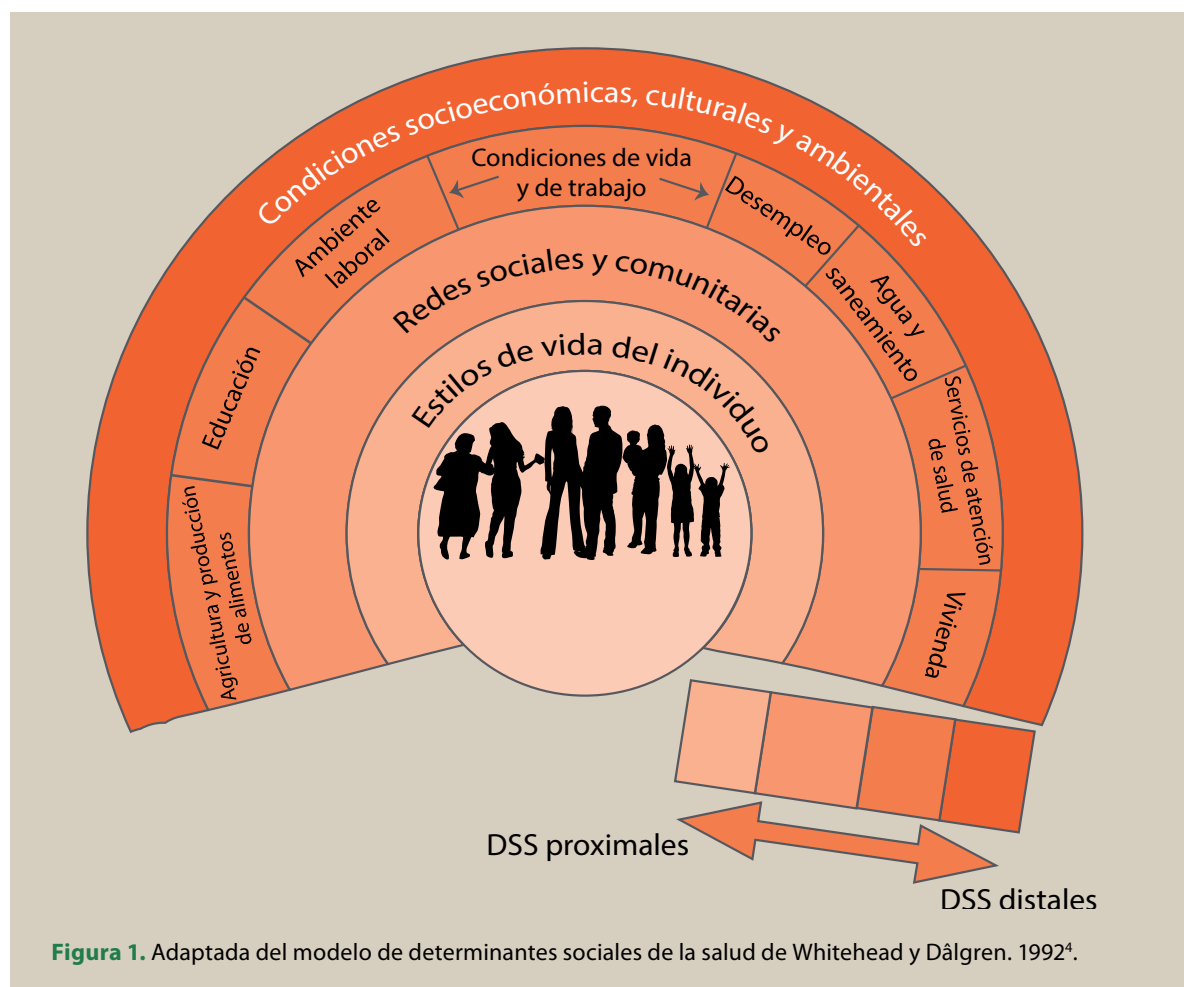 Condiciones socioeconómicas, culturales y ambientales
Condiciones de vida
y de trabajo
Agricultura y producción
de alimentos
Educación
Ambiente
laboral
Desempleo
Agua y
saneamiento
Servicios de atención
de salud
Vivienda
Redes sociales y comunitarias
Estilos de vida del individuo
DSS proximales
DSS distales
Figura 1. Adaptada del modelo de determinantes sociales de la salud de Whitehead y Dâlgren. 1992⁴.